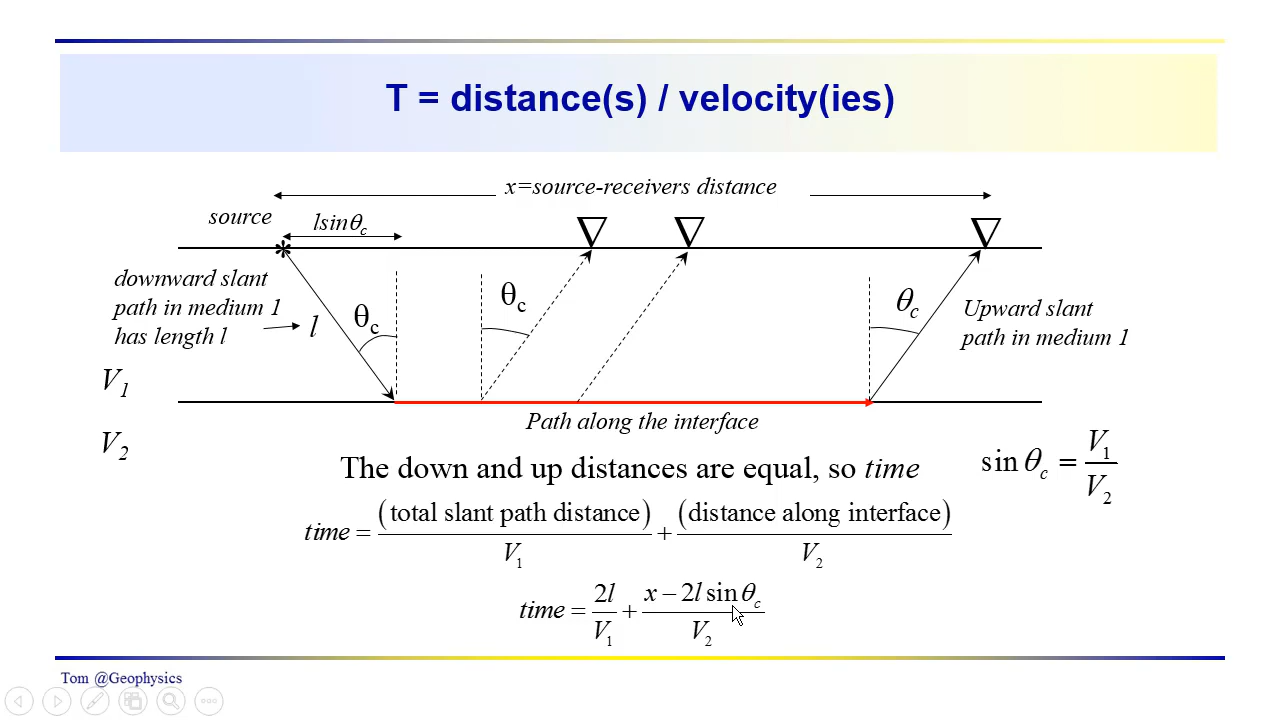 T = distance(s) / velocity(ies)
x=source-receivers distance
source
lsinθc
downward slant
path in medium 1
has length l
l
θc
θc
θc
Upward slant
path in medium 1
V1
Path along the interface
V2
The down and up distances are equal, so time
sin θc = V1/V2
time = (total slant path distance)/V1 + (distance along interface)/V2
time = 2l/V1 + (x − 2l sin θc)/V2
Tom @Geophysics